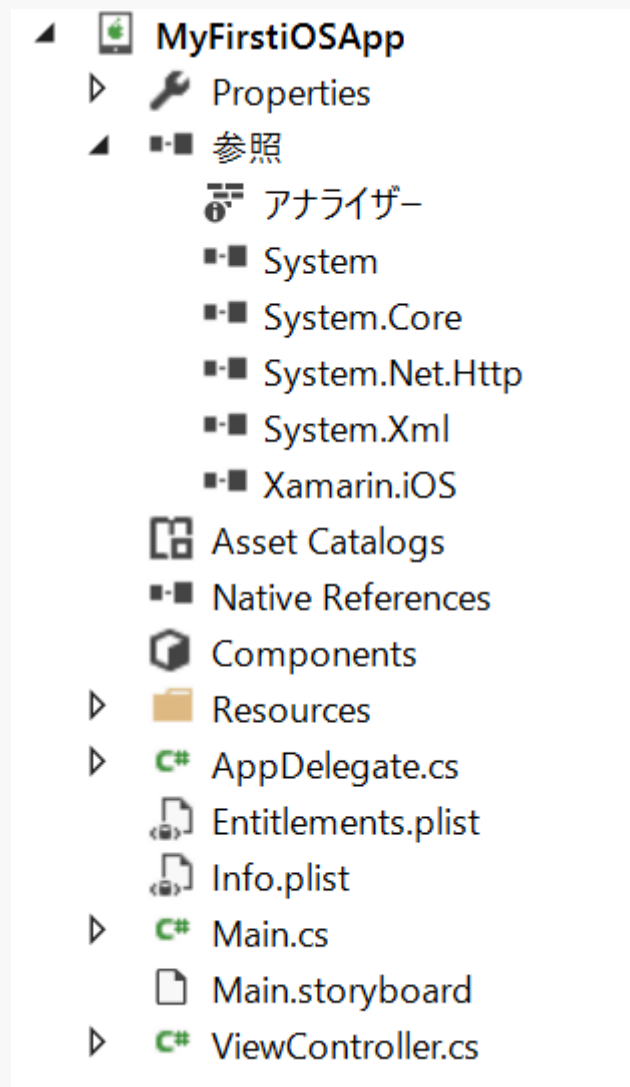 MyFirstiOSApp
Properties
参照
アナライザー
System
System.Core
System.Net.Http
System.Xml
Xamarin.iOS
Asset Catalogs
Native References
Components
Resources
C# AppDelegate.cs
Entitlements.plist
Info.plist
C# Main.cs
Main.storyboard
C# ViewController.cs